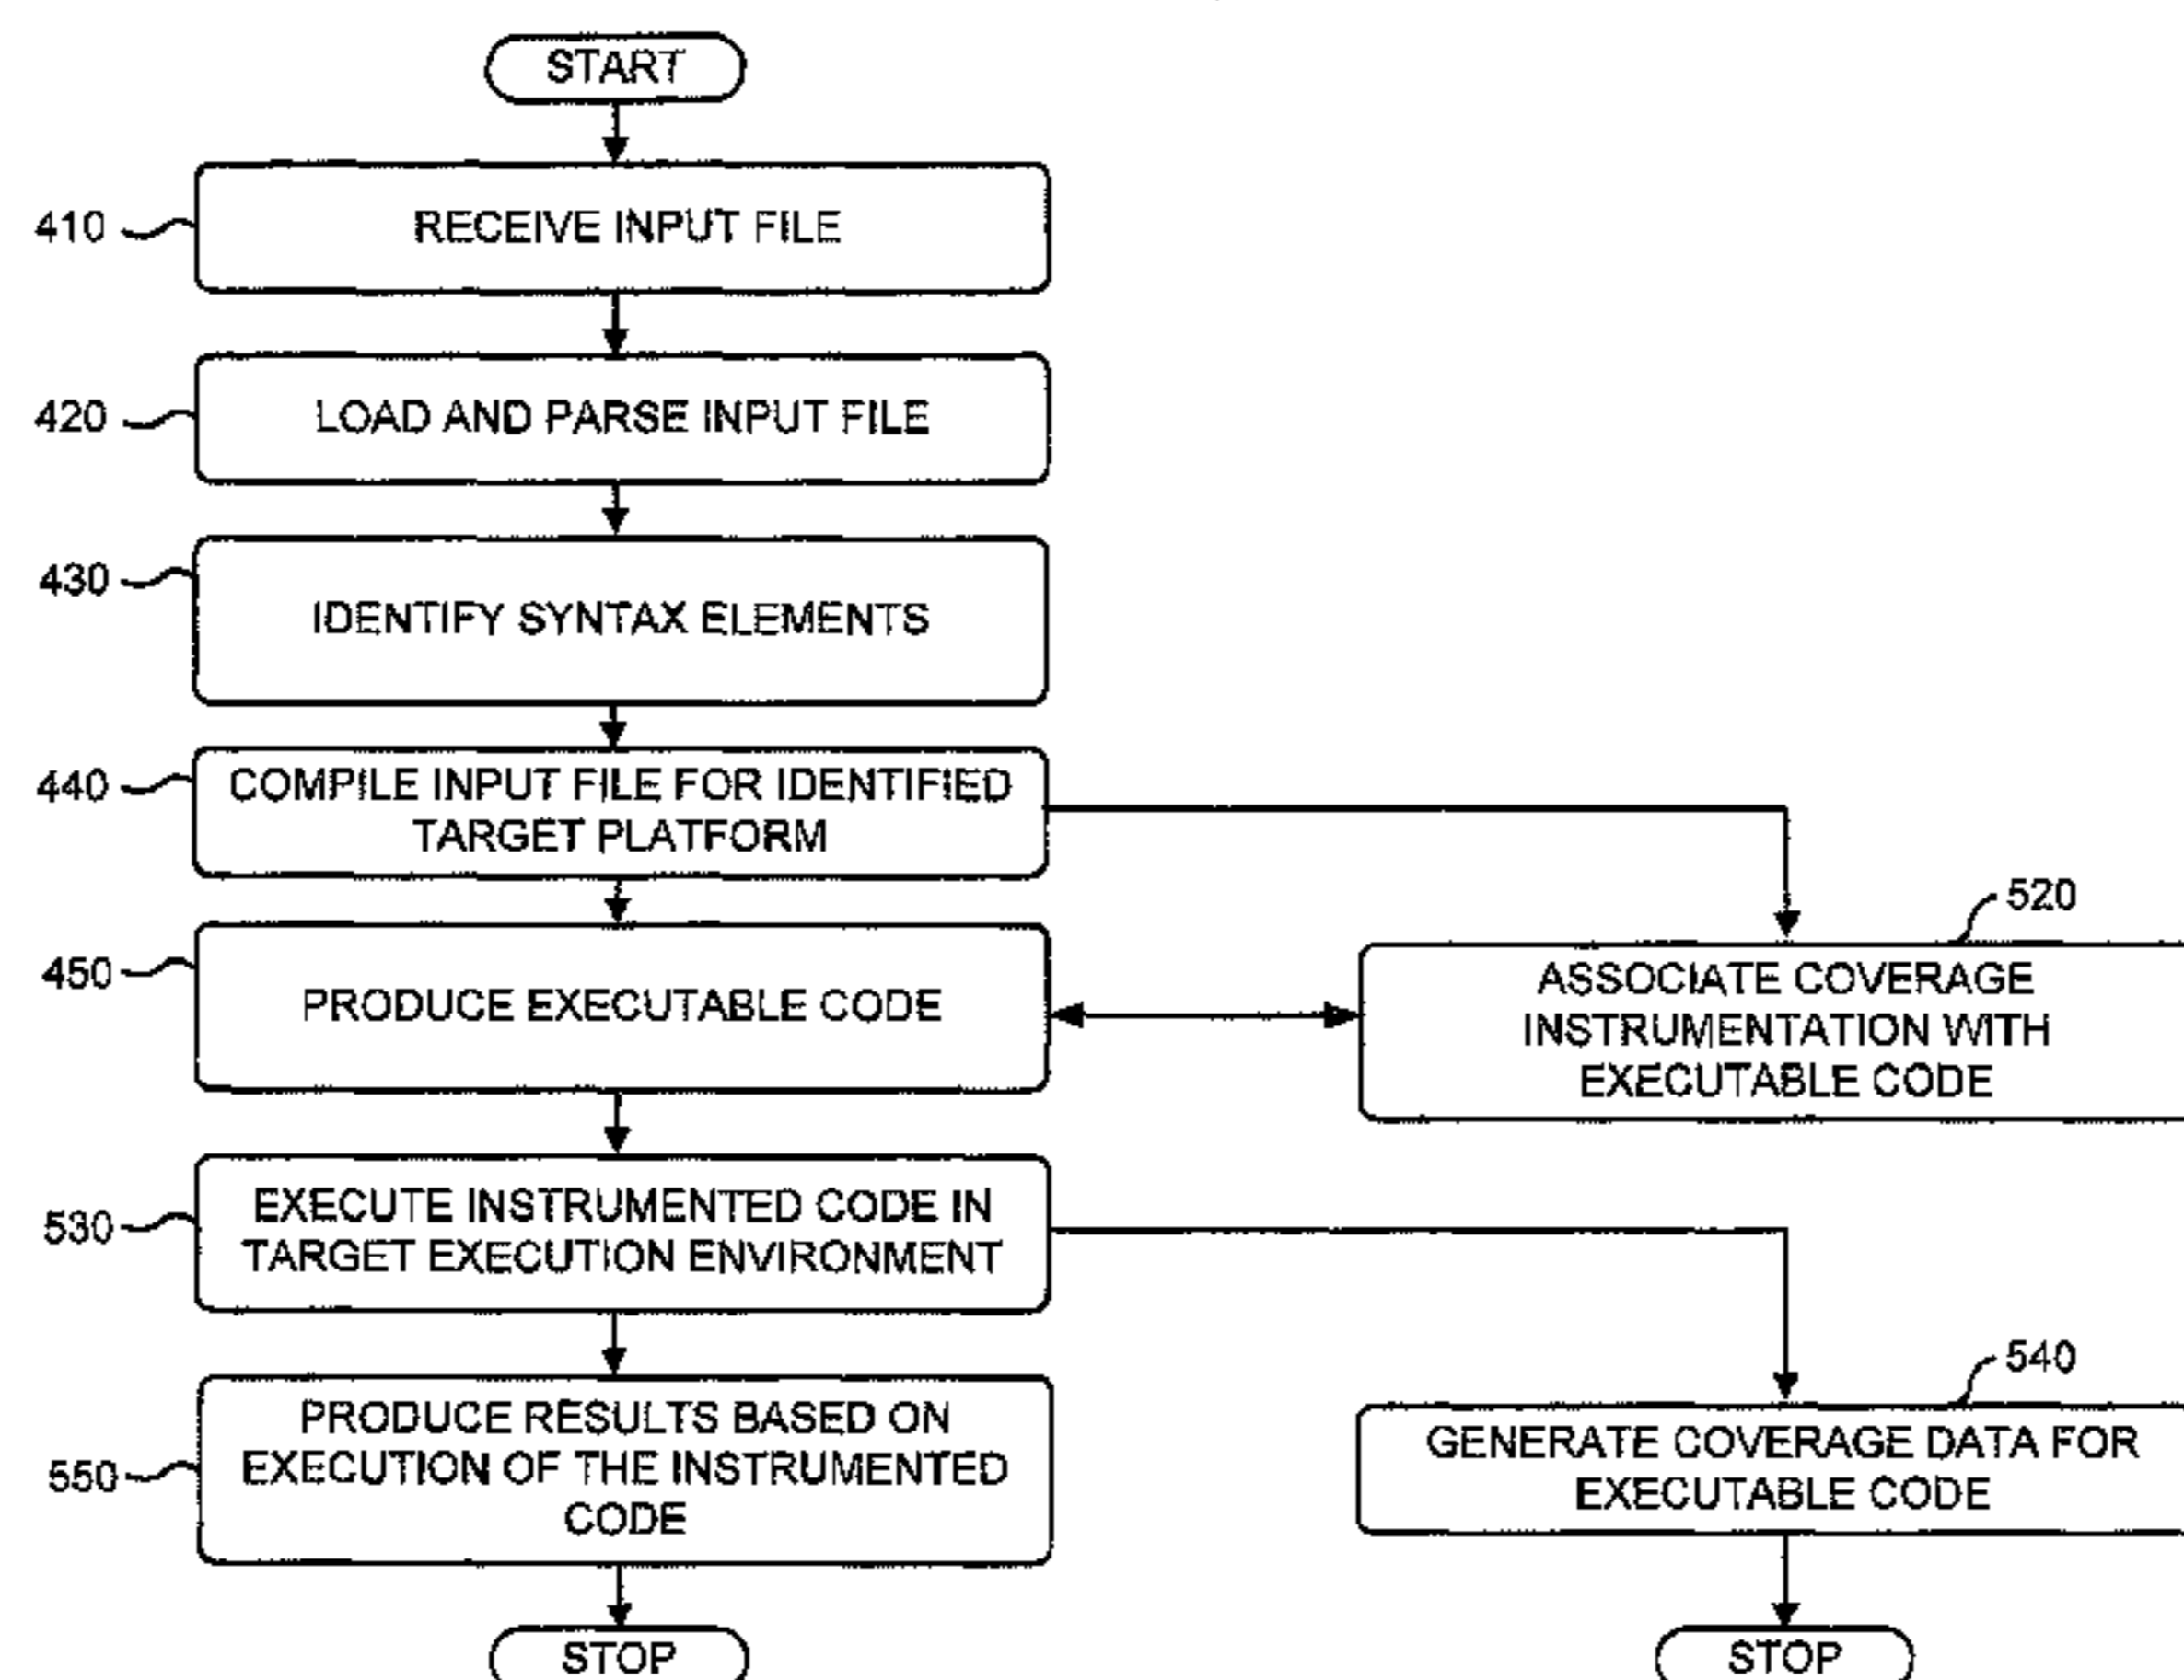 START
410
RECEIVE INPUT FILE
420
LOAD AND PARSE INPUT FILE
430
IDENTIFY SYNTAX ELEMENTS
440
COMPILE INPUT FILE FOR IDENTIFIED
TARGET PLATFORM
450
PRODUCE EXECUTABLE CODE
520
ASSOCIATE COVERAGE
INSTRUMENTATION WITH
EXECUTABLE CODE
530
EXECUTE INSTRUMENTED CODE IN
TARGET EXECUTION ENVIRONMENT
540
GENERATE COVERAGE DATA FOR
EXECUTABLE CODE
550
PRODUCE RESULTS BASED ON
EXECUTION OF THE INSTRUMENTED
CODE
STOP
STOP